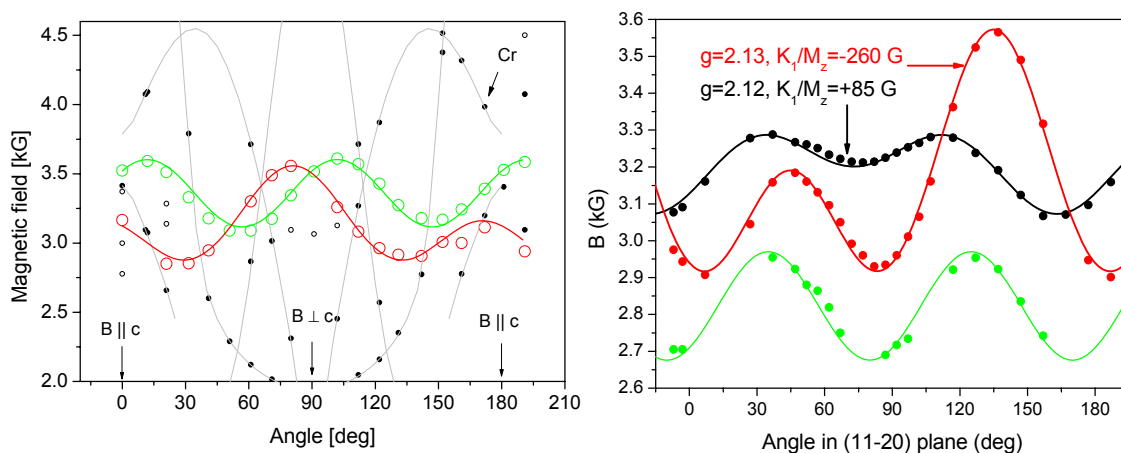 4.5
4.0
3.5
3.0
2.5
2.0
Magnetic field [kG]
Cr
B || c
B ⊥ c
B || c
0 30 60 90 120 150 180 210
Angle [deg]
3.6
3.5
3.4
3.3
3.2
3.1
3.0
2.9
2.8
2.7
2.6
B (kG)
g=2.13, K₁/M_z=-260 G
g=2.12, K₁/M_z=+85 G
0 30 60 90 120 150 180
Angle in (11-20) plane (deg)